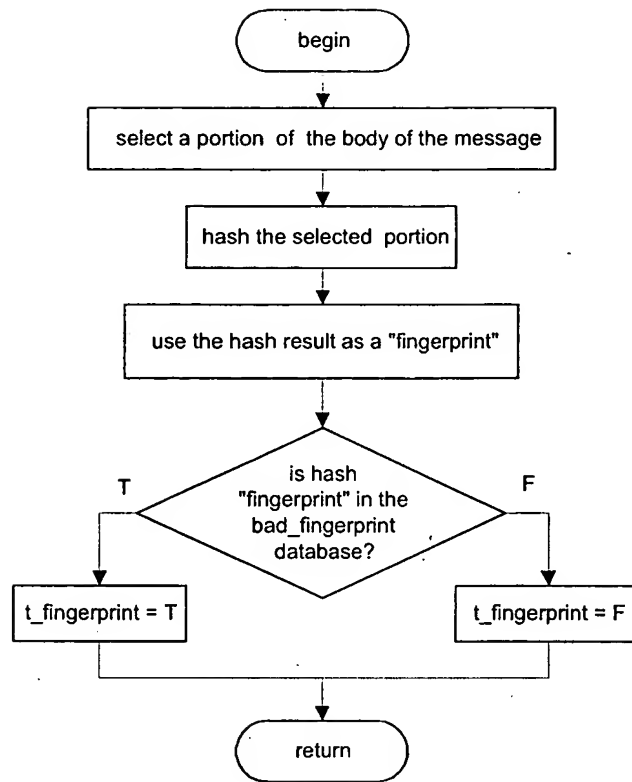 begin
select a portion of the body of the message
hash the selected portion
use the hash result as a "fingerprint"
is hash
"fingerprint" in the
bad_fingerprint
database?
T
F
t_fingerprint = T
t_fingerprint = F
return